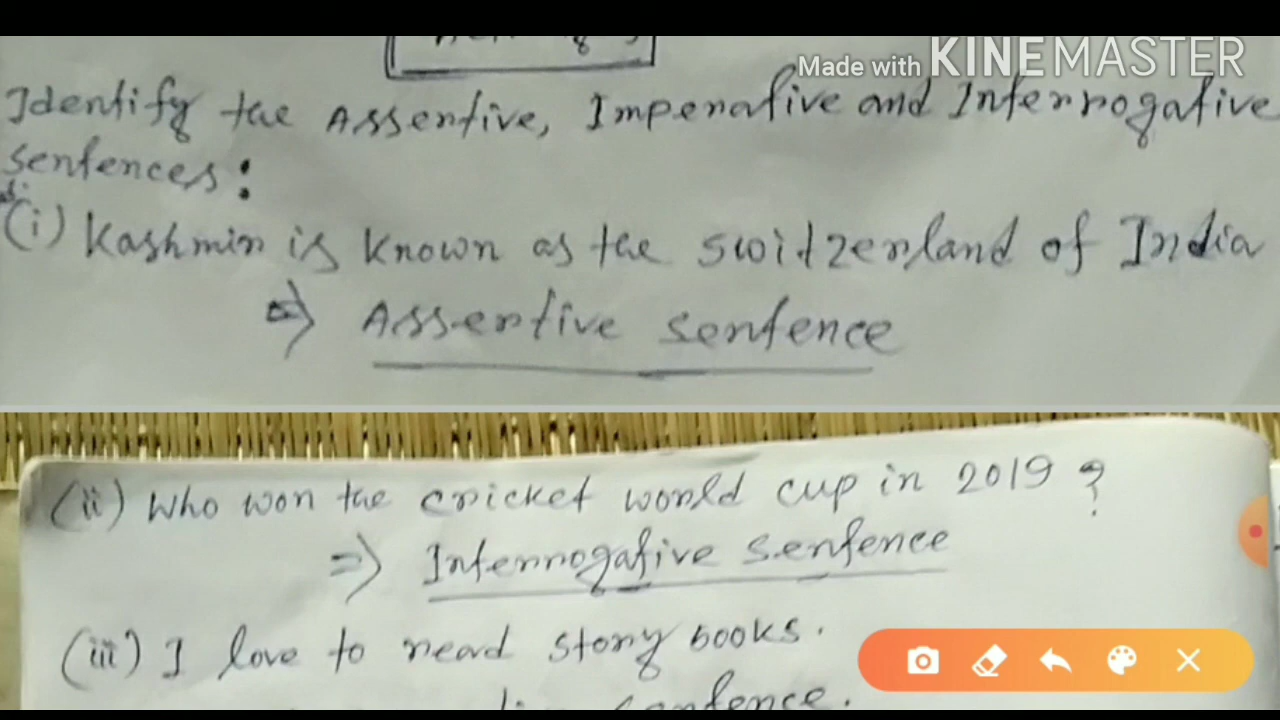 Made with KINEMASTER
Identify the Assertive, Imperative and Interrogative
sentences:
(i) Kashmir is known as the switzerland of India
=> Assertive sentence
(ii) Who won the cricket world cup in 2019 ?
=> Interrogative sentence
(iii) I love to read story books.
sentence.